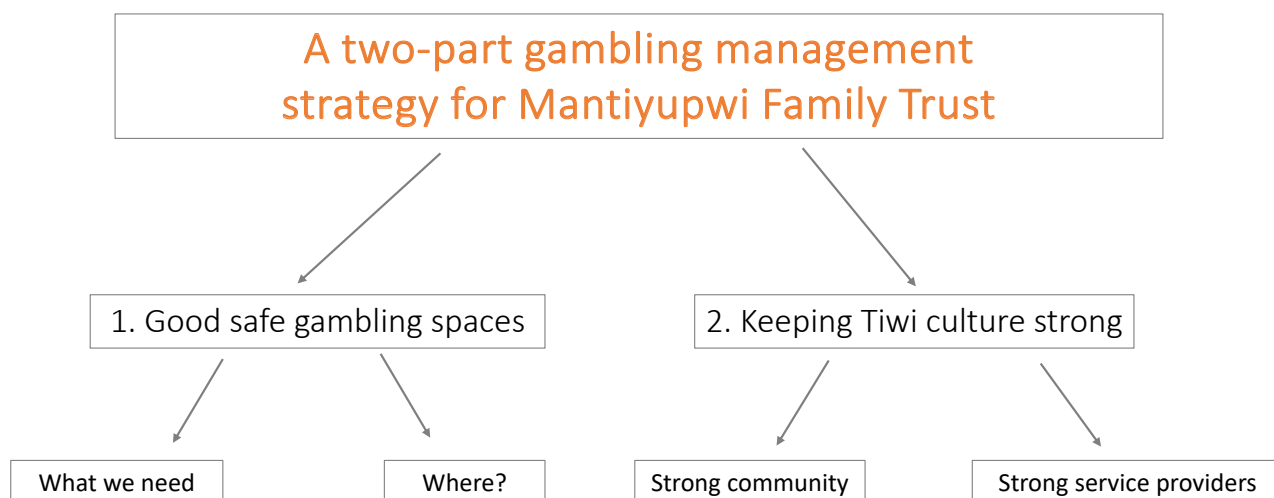 A two-part gambling management
strategy for Mantiyupwi Family Trust
1. Good safe gambling spaces
2. Keeping Tiwi culture strong
What we need
Where?
Strong community
Strong service providers